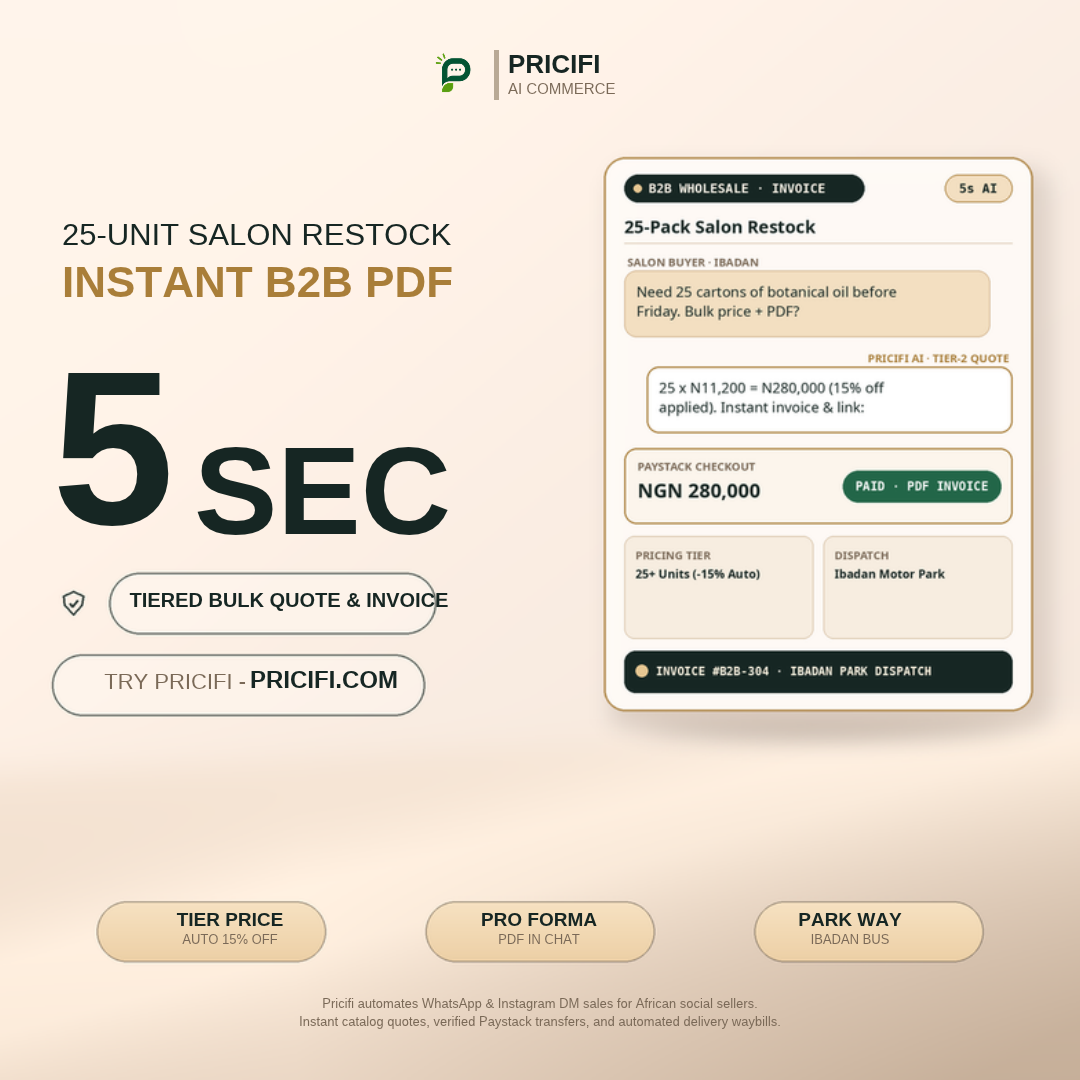 PRICIFI
AI COMMERCE
25-UNIT SALON RESTOCK
INSTANT B2B PDF
5 SEC
TIERED BULK QUOTE & INVOICE
TRY PRICIFI - PRICIFI.COM
B2B WHOLESALE · INVOICE
5s AI
25-Pack Salon Restock
SALON BUYER · IBADAN
Need 25 cartons of botanical oil before
Friday. Bulk price + PDF?
PRICIFI AI · TIER-2 QUOTE
25 x N11,200 = N280,000 (15% off
applied). Instant invoice & link:
PAYSTACK CHECKOUT
NGN 280,000
PAID · PDF INVOICE
PRICING TIER
25+ Units (-15% Auto)
DISPATCH
Ibadan Motor Park
INVOICE #B2B-304 · IBADAN PARK DISPATCH
TIER PRICE
AUTO 15% OFF
PRO FORMA
PDF IN CHAT
PARK WAY
IBADAN BUS
Pricifi automates WhatsApp & Instagram DM sales for African social sellers.
Instant catalog quotes, verified Paystack transfers, and automated delivery waybills.